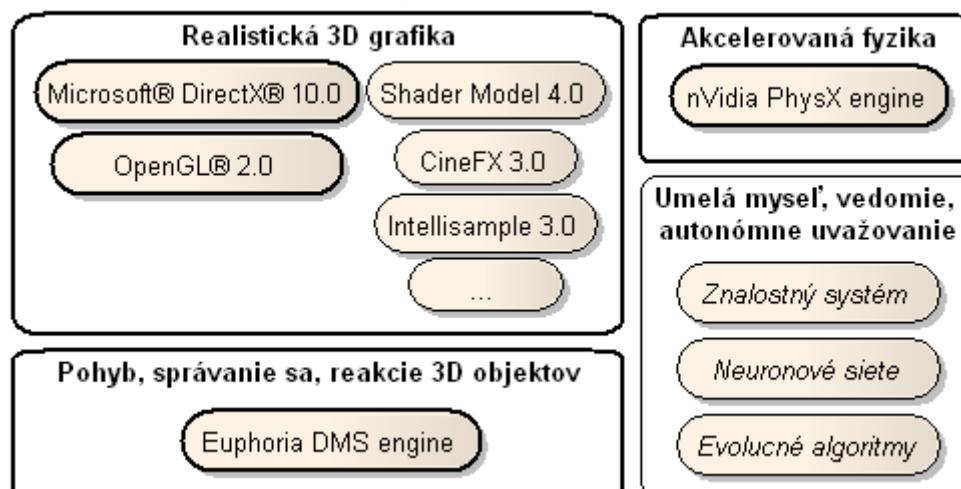 Realistická 3D grafika
Microsoft® DirectX® 10.0
Shader Model 4.0
OpenGL® 2.0
CineFX 3.0
Intellisample 3.0
...
Akcelerovaná fyzika
nVidia PhysX engine
Umelá myseľ, vedomie,
autonómne uvažovanie
Znalostný systém
Neuronové siete
Evolucné algoritmy
Pohyb, správanie sa, reakcie 3D objektov
Euphoria DMS engine